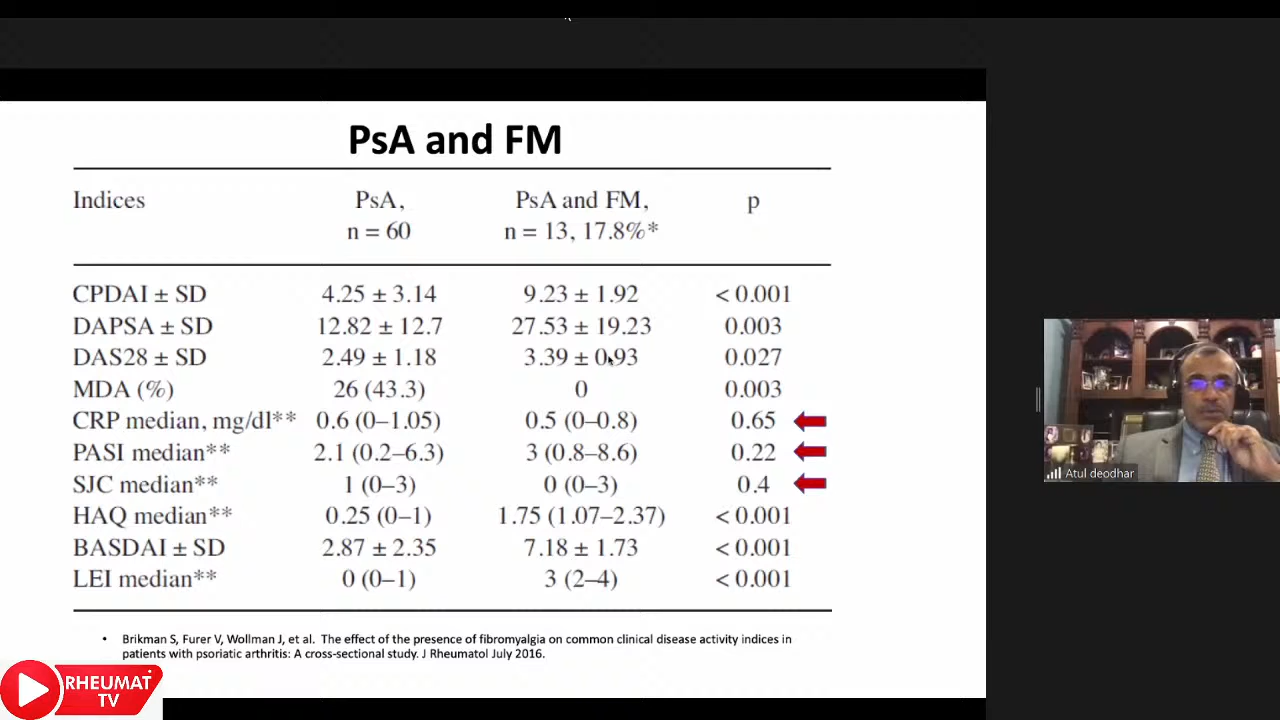 PsA and FM
Indices PsA, PsA and FM, p
n = 60 n = 13, 17.8%*
CPDAI ± SD 4.25 ± 3.14 9.23 ± 1.92 < 0.001
DAPSA ± SD 12.82 ± 12.7 27.53 ± 19.23 0.003
DAS28 ± SD 2.49 ± 1.18 3.39 ± 0.93 0.027
MDA (%) 26 (43.3) 0 0.003
CRP median, mg/dl** 0.6 (0–1.05) 0.5 (0–0.8) 0.65
PASI median** 2.1 (0.2–6.3) 3 (0.8–8.6) 0.22
SJC median** 1 (0–3) 0 (0–3) 0.4
HAQ median** 0.25 (0–1) 1.75 (1.07–2.37) < 0.001
BASDAI ± SD 2.87 ± 2.35 7.18 ± 1.73 < 0.001
LEI median** 0 (0–1) 3 (2–4) < 0.001
• Brikman S, Furer V, Wollman J, et al. The effect of the presence of fibromyalgia on common clinical disease activity indices in
patients with psoriatic arthritis: A cross-sectional study. J Rheumatol July 2016.
Atul deodhar
RHEUMAT
TV